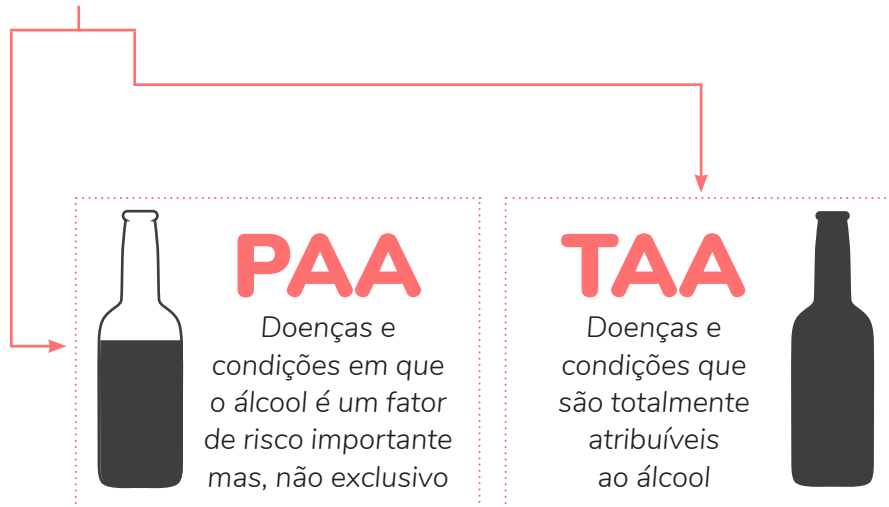 PAA
Doenças e
condições em que
o álcool é um fator
de risco importante
mas, não exclusivo
TAA
Doenças e
condições que
são totalmente
atribuíveis
ao álcool